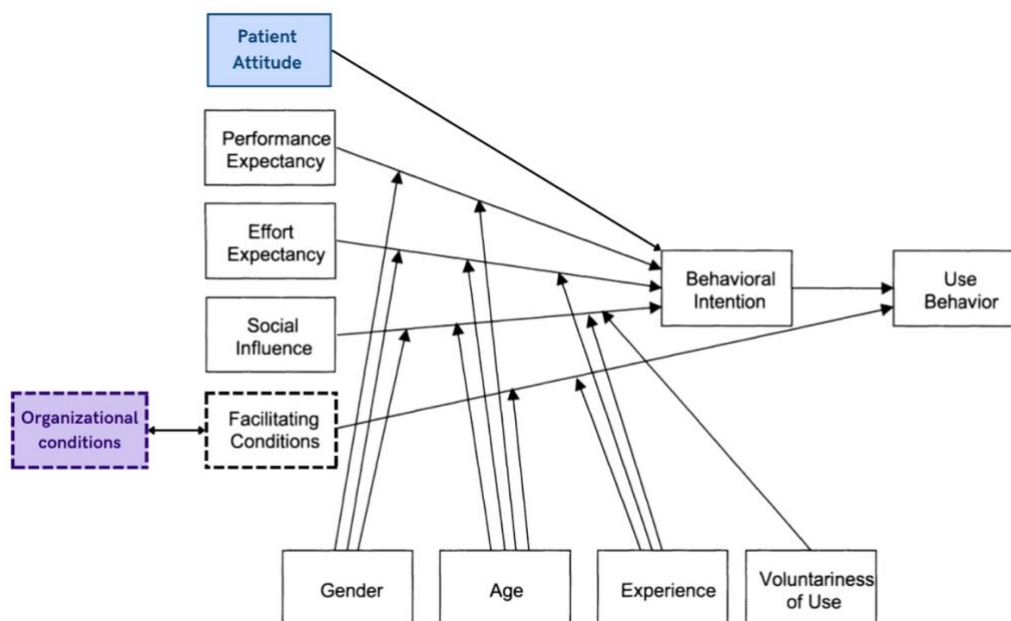 Patient
Attitude
Performance
Expectancy
Effort
Expectancy
Social
Influence
Behavioral
Intention
Use
Behavior
Organizational
conditions
Facilitating
Conditions
Gender
Age
Experience
Voluntariness
of Use